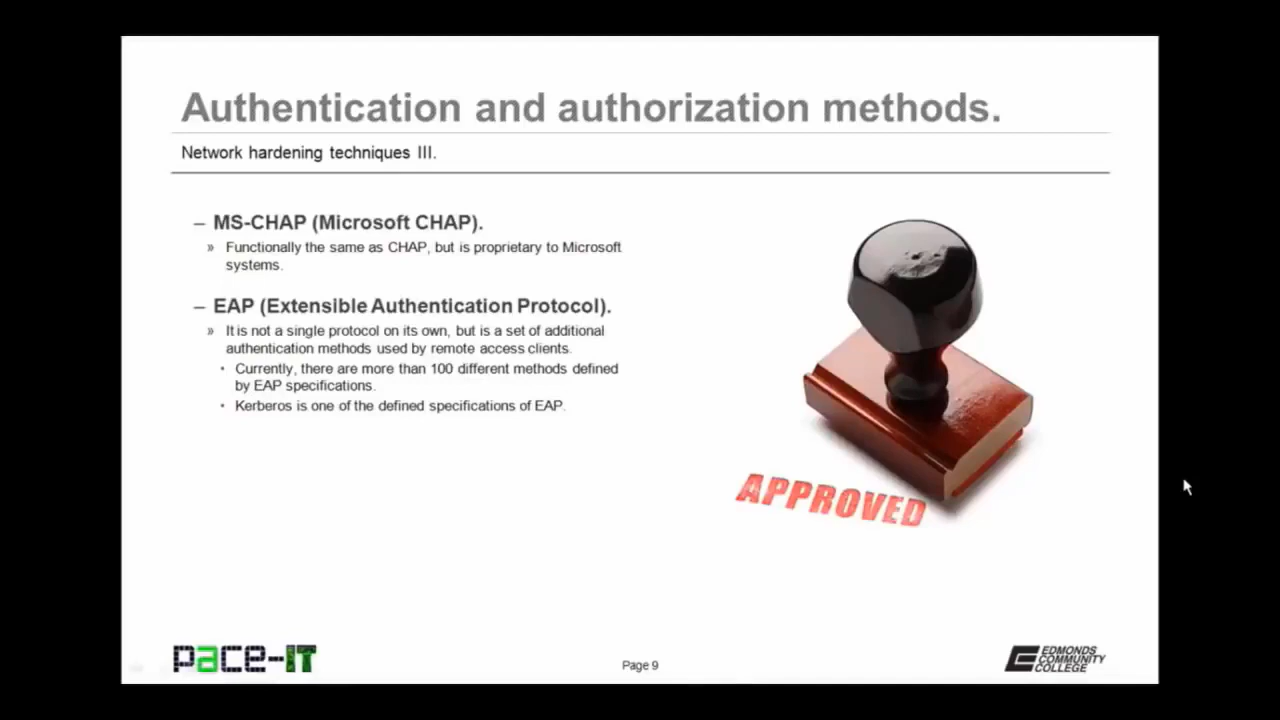 Authentication and authorization methods.
Network hardening techniques III.
– MS-CHAP (Microsoft CHAP).
» Functionally the same as CHAP, but is proprietary to Microsoft
systems.
– EAP (Extensible Authentication Protocol).
» It is not a single protocol on its own, but is a set of additional
authentication methods used by remote access clients.
• Currently, there are more than 100 different methods defined
by EAP specifications.
• Kerberos is one of the defined specifications of EAP.
APPROVED
pace-IT
Page 9
EDMONDS
COMMUNITY
COLLEGE